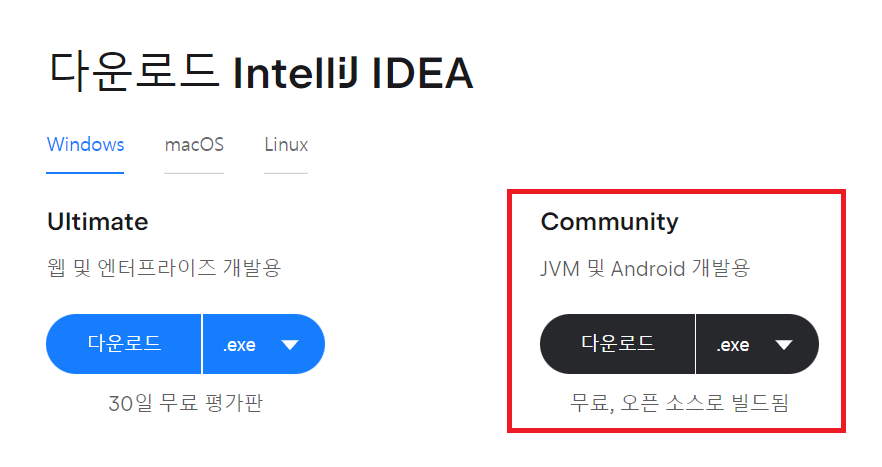 다운로드 IntelliJ IDEA
Windows macOS Linux
Ultimate
웹 및 엔터프라이즈 개발용
다운로드 .exe
30일 무료 평가판
Community
JVM 및 Android 개발용
다운로드 .exe
무료, 오픈 소스로 빌드됨